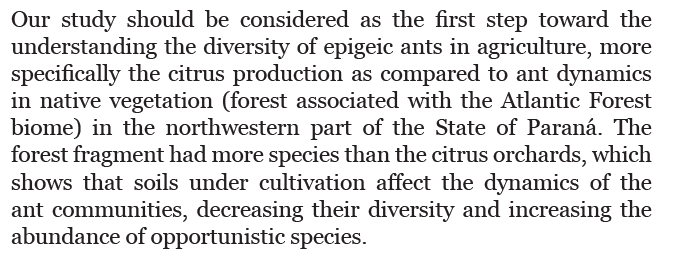 Our study should be considered as the first step toward the
understanding the diversity of epigeic ants in agriculture, more
specifically the citrus production as compared to ant dynamics
in native vegetation (forest associated with the Atlantic Forest
biome) in the northwestern part of the State of Paraná. The
forest fragment had more species than the citrus orchards, which
shows that soils under cultivation affect the dynamics of the
ant communities, decreasing their diversity and increasing the
abundance of opportunistic species.